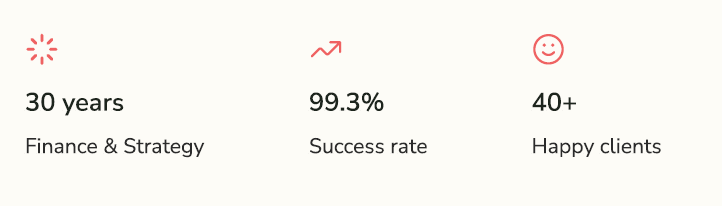 30 years
Finance & Strategy
99.3%
Success rate
40+
Happy clients